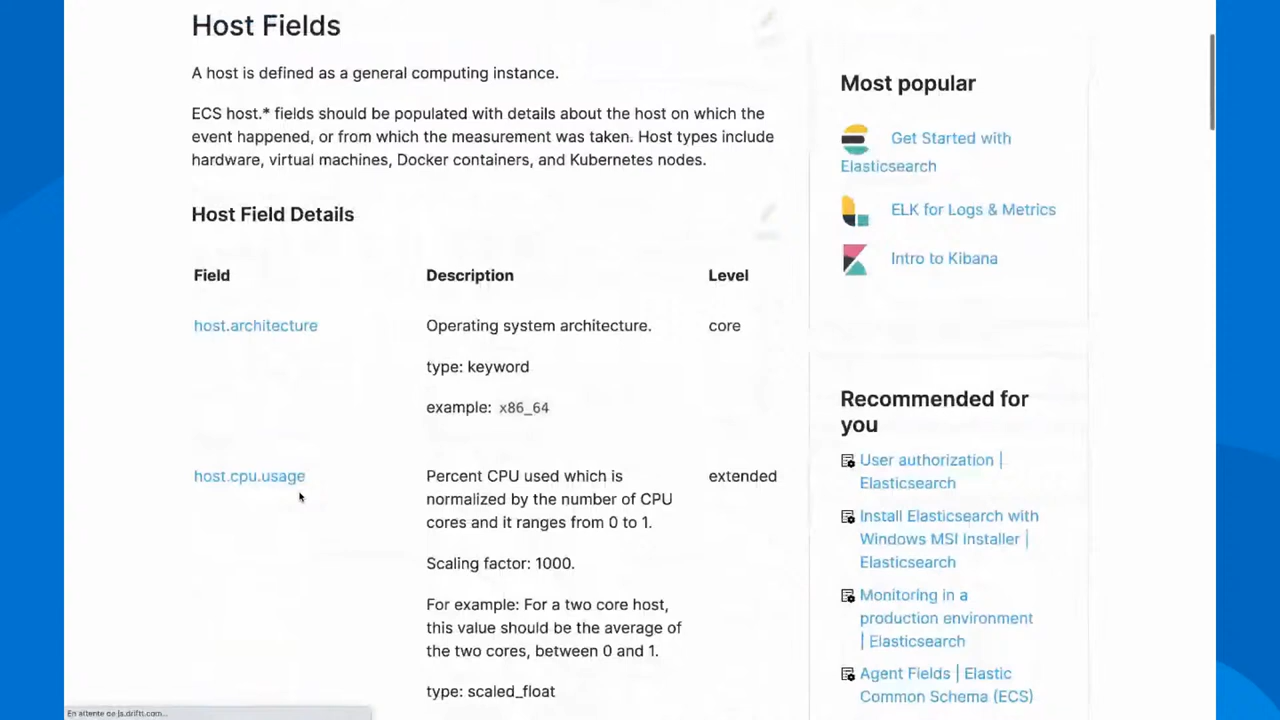 Host Fields
A host is defined as a general computing instance.
ECS host.* fields should be populated with details about the host on which the
event happened, or from which the measurement was taken. Host types include
hardware, virtual machines, Docker containers, and Kubernetes nodes.
Host Field Details
Field Description Level
host.architecture Operating system architecture. core
type: keyword
example: x86_64
host.cpu.usage Percent CPU used which is extended
normalized by the number of CPU
cores and it ranges from 0 to 1.
Scaling factor: 1000.
For example: For a two core host,
this value should be the average of
the two cores, between 0 and 1.
type: scaled_float
Most popular
Get Started with
Elasticsearch
ELK for Logs & Metrics
Intro to Kibana
Recommended for
you
User authorization |
Elasticsearch
Install Elasticsearch with
Windows MSI Installer |
Elasticsearch
Monitoring in a
production environment
| Elasticsearch
Agent Fields | Elastic
Common Schema (ECS)
En attente de js.driftt.com...